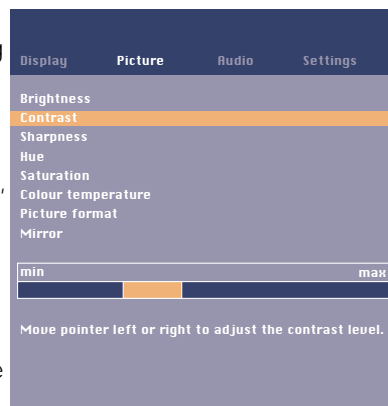 Display Picture Audio Settings
Brightness
Contrast
Sharpness
Hue
Saturation
Colour temperature
Picture format
Mirror
min max
Move pointer left or right to adjust the contrast level.